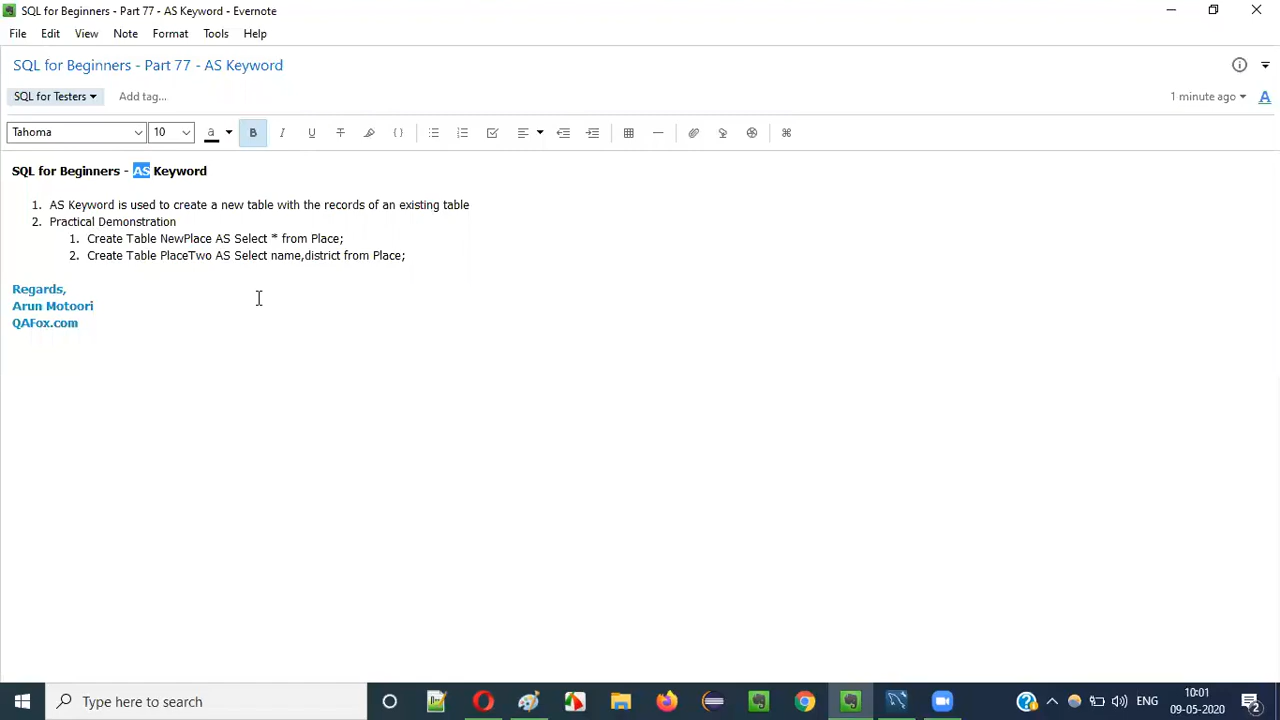 SQL for Beginners - Part 77 - AS Keyword - Evernote
File Edit View Note Format Tools Help
SQL for Beginners - Part 77 - AS Keyword
SQL for Testers Add tag... 1 minute ago
Tahoma 10 a B I U T { } A
SQL for Beginners - AS Keyword
1. AS Keyword is used to create a new table with the records of an existing table
2. Practical Demonstration
1. Create Table NewPlace AS Select * from Place;
2. Create Table PlaceTwo AS Select name,district from Place;
Regards,
Arun Motoori
QAFox.com
Type here to search ENG 10:01
09-05-2020 2